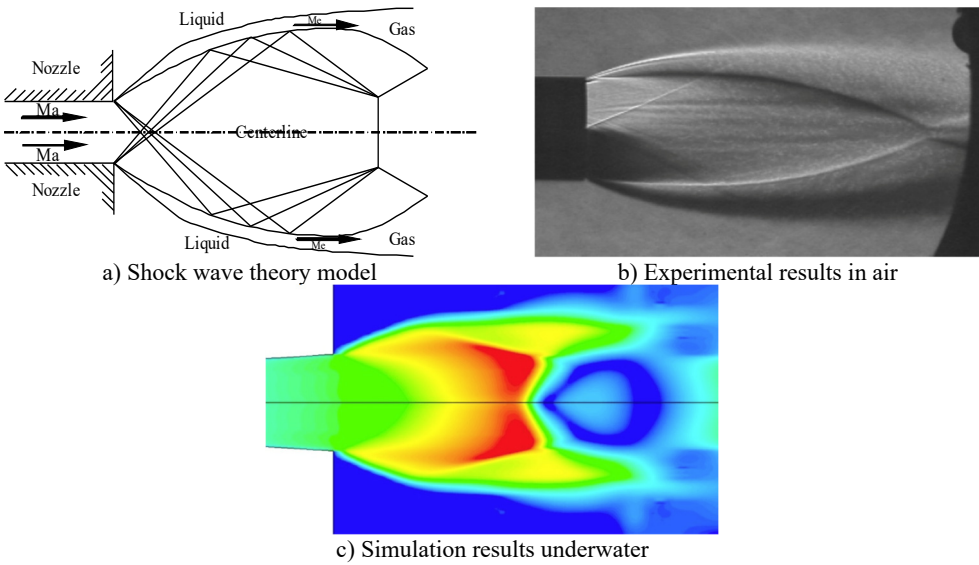 Liquid
Me
Gas
Nozzle
Ma
Centerline
Ma
Nozzle
Liquid
Me
Gas
a) Shock wave theory model
b) Experimental results in air
c) Simulation results underwater